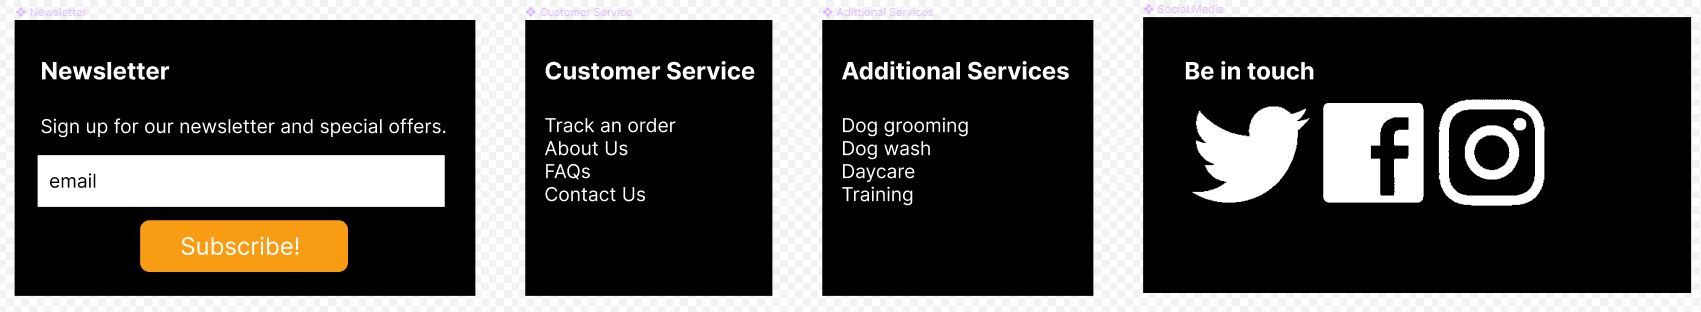 Newsletter
Customer Service
Adittional Services
Social Media
Newsletter
Sign up for our newsletter and special offers.
email
Subscribe!
Customer Service
Track an order
About Us
FAQs
Contact Us
Additional Services
Dog grooming
Dog wash
Daycare
Training
Be in touch
f